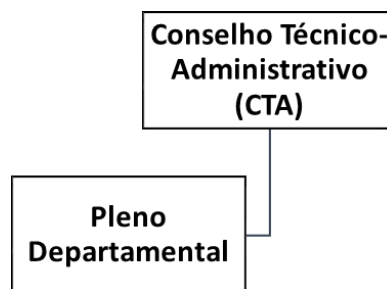 Conselho Técnico-
Administrativo
(CTA)
Pleno
Departamental